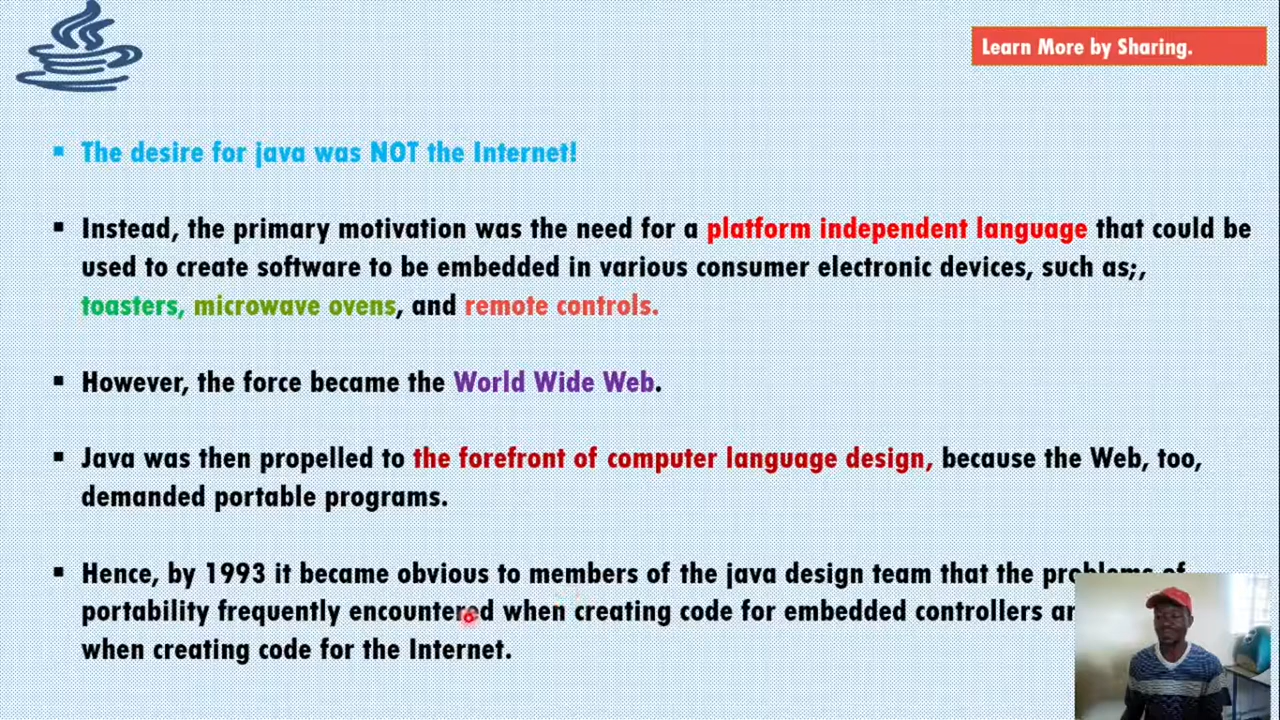 Learn More by Sharing.
The desire for java was NOT the Internet!
Instead, the primary motivation was the need for a platform independent language that could be
used to create software to be embedded in various consumer electronic devices, such as;,
toasters, microwave ovens, and remote controls.
However, the force became the World Wide Web.
Java was then propelled to the forefront of computer language design, because the Web, too,
demanded portable programs.
Hence, by 1993 it became obvious to members of the java design team that the problems of
portability frequently encountered when creating code for embedded controllers
when creating code for the Internet.